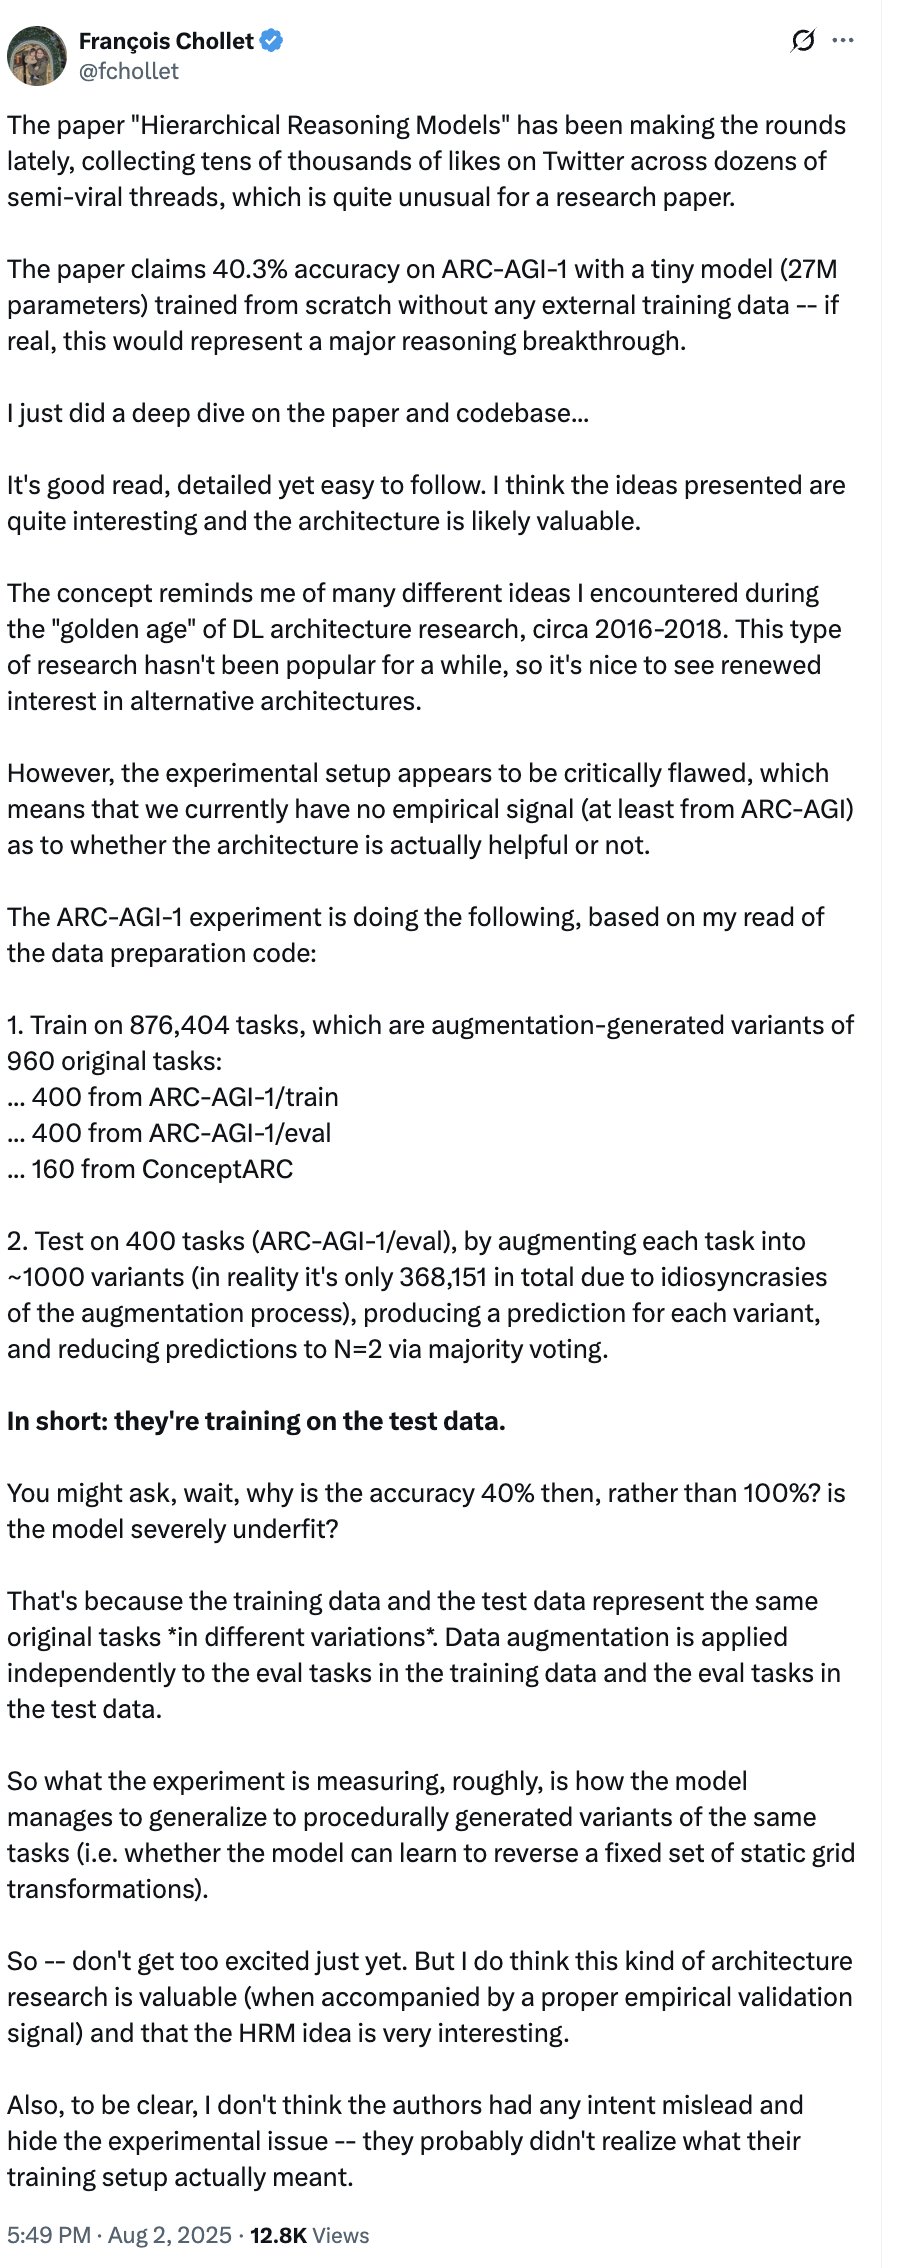 François Chollet
@fchollet
The paper "Hierarchical Reasoning Models" has been making the rounds
lately, collecting tens of thousands of likes on Twitter across dozens of
semi-viral threads, which is quite unusual for a research paper.
The paper claims 40.3% accuracy on ARC-AGI-1 with a tiny model (27M
parameters) trained from scratch without any external training data -- if
real, this would represent a major reasoning breakthrough.
I just did a deep dive on the paper and codebase...
It's good read, detailed yet easy to follow. I think the ideas presented are
quite interesting and the architecture is likely valuable.
The concept reminds me of many different ideas I encountered during
the "golden age" of DL architecture research, circa 2016-2018. This type
of research hasn't been popular for a while, so it's nice to see renewed
interest in alternative architectures.
However, the experimental setup appears to be critically flawed, which
means that we currently have no empirical signal (at least from ARC-AGI)
as to whether the architecture is actually helpful or not.
The ARC-AGI-1 experiment is doing the following, based on my read of
the data preparation code:
1. Train on 876,404 tasks, which are augmentation-generated variants of
960 original tasks:
... 400 from ARC-AGI-1/train
... 400 from ARC-AGI-1/eval
... 160 from ConceptARC
2. Test on 400 tasks (ARC-AGI-1/eval), by augmenting each task into
~1000 variants (in reality it's only 368,151 in total due to idiosyncrasies
of the augmentation process), producing a prediction for each variant,
and reducing predictions to N=2 via majority voting.
In short: they're training on the test data.
You might ask, wait, why is the accuracy 40% then, rather than 100%? is
the model severely underfit?
That's because the training data and the test data represent the same
original tasks *in different variations*. Data augmentation is applied
independently to the eval tasks in the training data and the eval tasks in
the test data.
So what the experiment is measuring, roughly, is how the model
manages to generalize to procedurally generated variants of the same
tasks (i.e. whether the model can learn to reverse a fixed set of static grid
transformations).
So -- don't get too excited just yet. But I do think this kind of architecture
research is valuable (when accompanied by a proper empirical validation
signal) and that the HRM idea is very interesting.
Also, to be clear, I don't think the authors had any intent mislead and
hide the experimental issue -- they probably didn't realize what their
training setup actually meant.
5:49 PM · Aug 2, 2025 · 12.8K Views